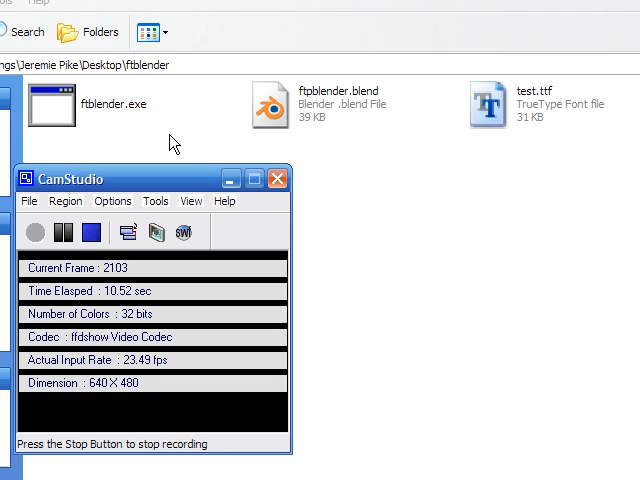 Help
Search
Folders
ngs\Jeremie Pike\Desktop\ftblender
ftblender.exe
ftpblender.blend
Blender .blend File
39 KB
test.ttf
TrueType Font file
31 KB
CamStudio
File Region Options Tools View Help
SWf
Current Frame : 2103
Time Elasped : 10.52 sec
Number of Colors : 32 bits
Codec : ffdshow Video Codec
Actual Input Rate : 23.49 fps
Dimension : 640 X 480
Press the Stop Button to stop recording